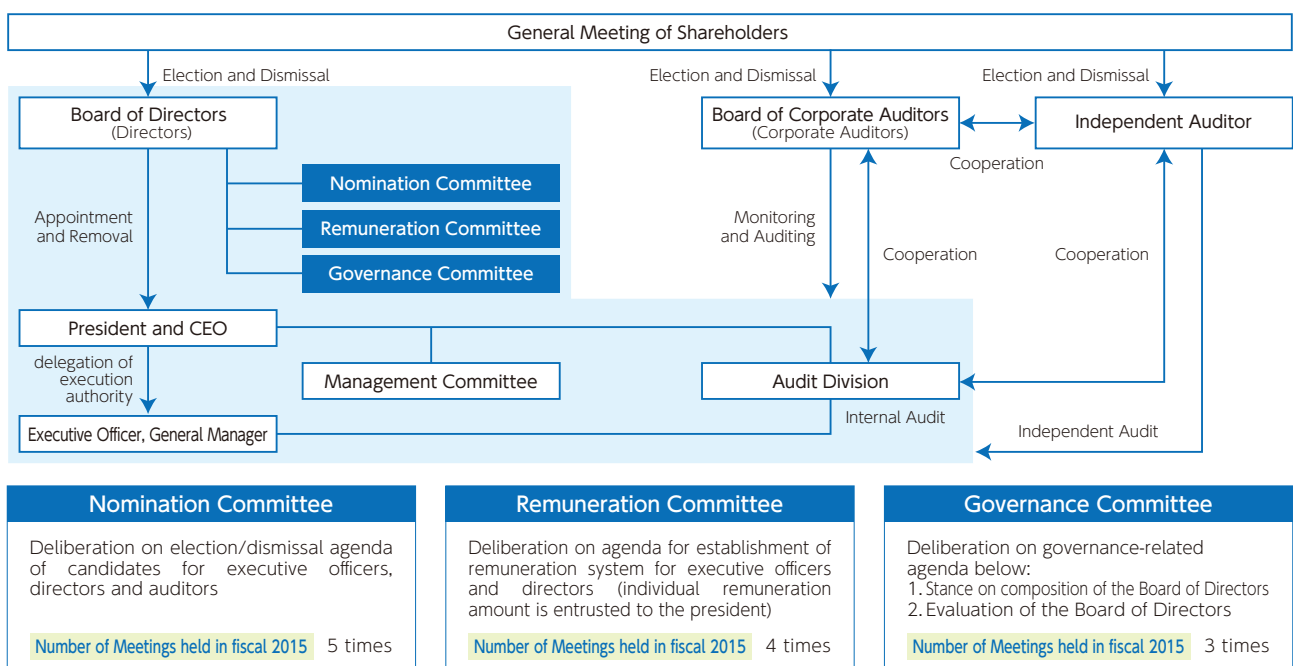 General Meeting of Shareholders
Election and Dismissal
Election and Dismissal
Election and Dismissal
Board of Directors
(Directors)
Board of Corporate Auditors
(Corporate Auditors)
Independent Auditor
Cooperation
Nomination Committee
Remuneration Committee
Governance Committee
Appointment
and Removal
Monitoring
and Auditing
Cooperation
Cooperation
President and CEO
delegation of
execution
authority
Management Committee
Audit Division
Internal Audit
Executive Officer, General Manager
Independent Audit
Nomination Committee
Deliberation on election/dismissal agenda
of candidates for executive officers,
directors and auditors
Number of Meetings held in fiscal 2015 5 times
Remuneration Committee
Deliberation on agenda for establishment of
remuneration system for executive officers
and directors (individual remuneration
amount is entrusted to the president)
Number of Meetings held in fiscal 2015 4 times
Governance Committee
Deliberation on governance-related
agenda below:
1. Stance on composition of the Board of Directors
2. Evaluation of the Board of Directors
Number of Meetings held in fiscal 2015 3 times